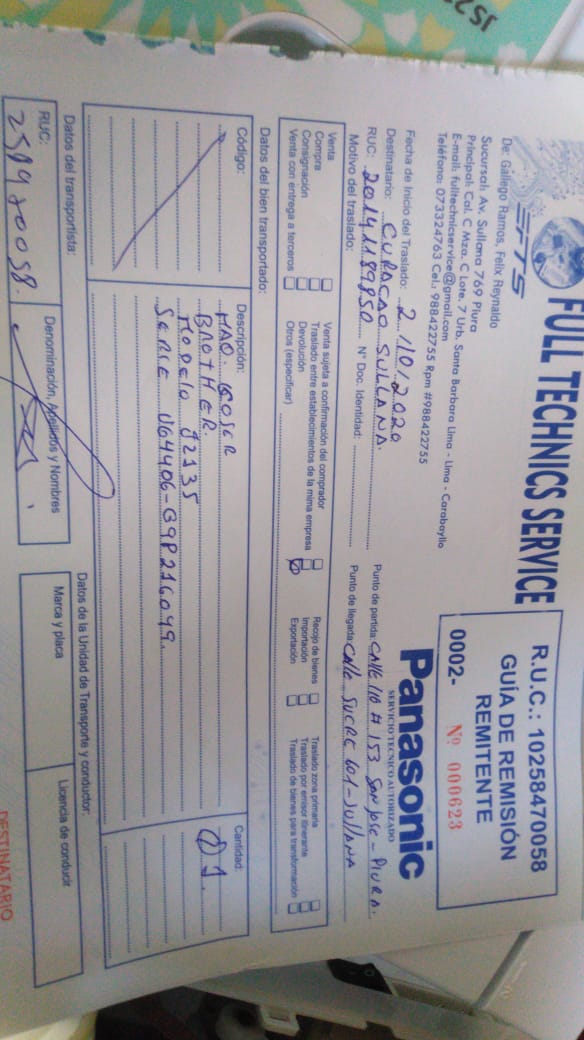 JS2
FULL TECHNICS SERVICE
EFTS
De: Gallego Ramos, Felix Reynaldo
Sucursal: Av. Sullana 769 Piura
Principal: Cal. C Mza. C Lote. 7 Urb. Santa Barbara Lima - Lima - Carabayllo
E-mail: fulltechnicservice@gmail.com
Teléfono: 073324763 Cel.: 988422755 Rpm #988422755
R.U.C.: 10258470058
GUÍA DE REMISIÓN
REMITENTE
0002- Nº 000623
Panasonic
SERVICIO TECNICO AUTORIZADO
Fecha de Inicio del Traslado: 2/10/2020
Destinatario: CURACAO SULLANA.
RUC: 20141189850 N° Doc. Identidad:
Punto de partida: CALLE 110 # 153 SAN JOSE - PIURA.
Motivo del traslado:
Punto de llegada: CALLE SUCRE 601 - SULLANA
Venta
Compra
Consignación
Venta con entrega a terceros
Venta sujeta a confirmación del comprador
Traslado entre establecimientos de la mima empresa
Devolución
Otros (especificar)
Recojo de bienes
Importación
Exportación
Traslado zona primaria
Traslado por emisor itinerante
Traslado de bienes para transformación
Datos del bien transportado:
Código: Descripción: Cantidad:
MAQ. COSER 01.
BROTHER.
MODELO
SERIE U64406-G9P216049.
Datos del transportista:
Datos de la Unidad de Transporte y conductor:
RUC: Denominación, Apellidos y Nombres
Marca y placa Licencia de conducir
DESTINATARIO